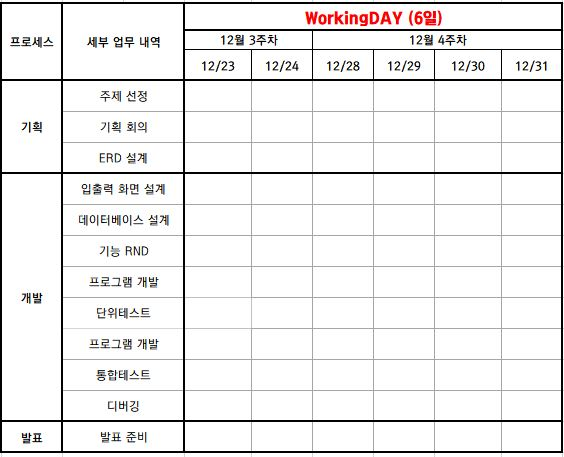 프로세스 세부 업무 내역 WorkingDAY (6일)
12월 3주차 12월 4주차
12/23 12/24 12/28 12/29 12/30 12/31
기획
주제 선정
기획 회의
ERD 설계
개발
입출력 화면 설계
데이터베이스 설계
기능 RND
프로그램 개발
단위테스트
프로그램 개발
통합테스트
디버깅
발표 발표 준비